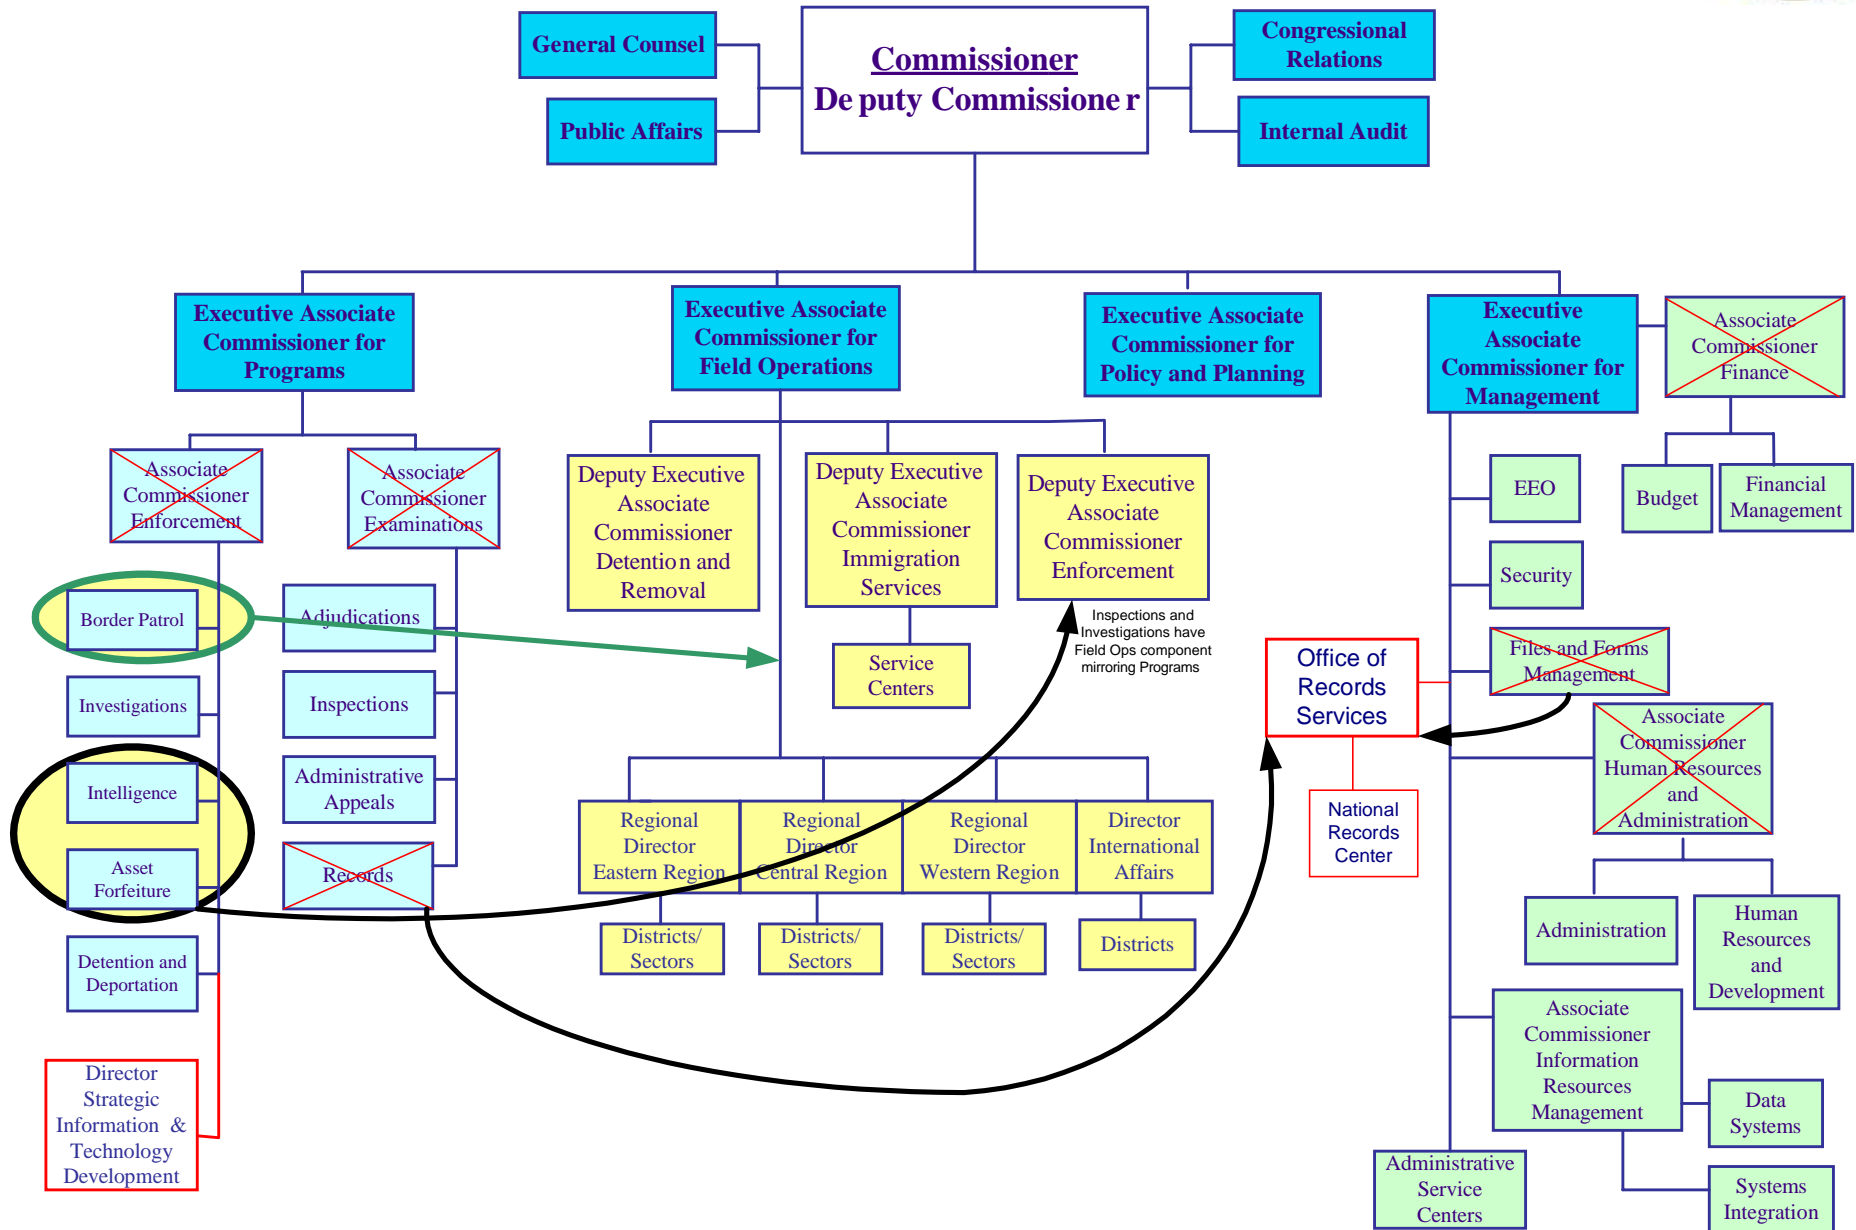 General Counsel
Public Affairs
Commissioner
De puty Commissione r
Congressional
Relations
Internal Audit
Executive Associate
Commissioner for
Programs
Executive Associate
Commissioner for
Field Operations
Executive Associate
Commissioner for
Policy and Planning
Executive
Associate
Commissioner for
Management
Associate
Commissioner
Finance
Budget
Financial
Management
Associate
Commissioner
Enforcement
Associate
Commissioner
Examinations
Border Patrol
Investigations
Intelligence
Asset
Forfeiture
Detention and
Deportation
Director
Strategic
Information &
Technology
Development
Adjudications
Inspections
Administrative
Appeals
Records
Deputy Executive
Associate
Commissioner
Detention and
Removal
Deputy Executive
Associate
Commissioner
Immigration
Services
Service
Centers
Deputy Executive
Associate
Commissioner
Enforcement
Inspections and
Investigations have
Field Ops component
mirroring Programs
Regional
Director
Eastern Region
Regional
Director
Central Region
Regional
Director
Western Region
Director
International
Affairs
Districts/
Sectors
Districts/
Sectors
Districts/
Sectors
Districts
EEO
Security
Files and Forms
Management
Office of
Records
Services
National
Records
Center
Associate
Commissioner
Human Resources
and
Administration
Administration
Human
Resources
and
Development
Associate
Commissioner
Information
Resources
Management
Data
Systems
Systems
Integration
Administrative
Service
Centers